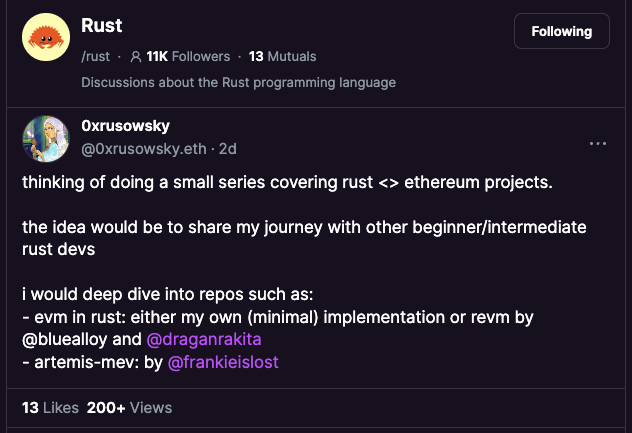 Rust
/rust · 11K Followers · 13 Mutuals
Discussions about the Rust programming language
Following
0xrusowsky
@0xrusowsky.eth · 2d
thinking of doing a small series covering rust <> ethereum projects.
the idea would be to share my journey with other beginner/intermediate
rust devs
i would deep dive into repos such as:
- evm in rust: either my own (minimal) implementation or revm by
@bluealloy and @draganrakita
- artemis-mev: by @frankieislost
13 Likes 200+ Views